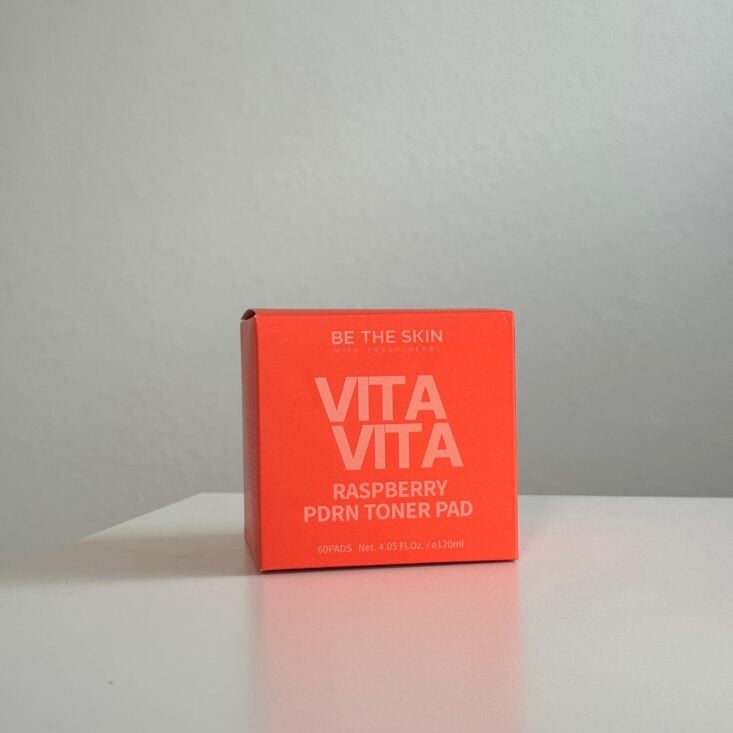 BE THE SKIN
WITH FRESH HERBS
VITA
VITA
RASPBERRY
PDRN TONER PAD
60PADS Net. 4.05 Fl.Oz. / e120ml